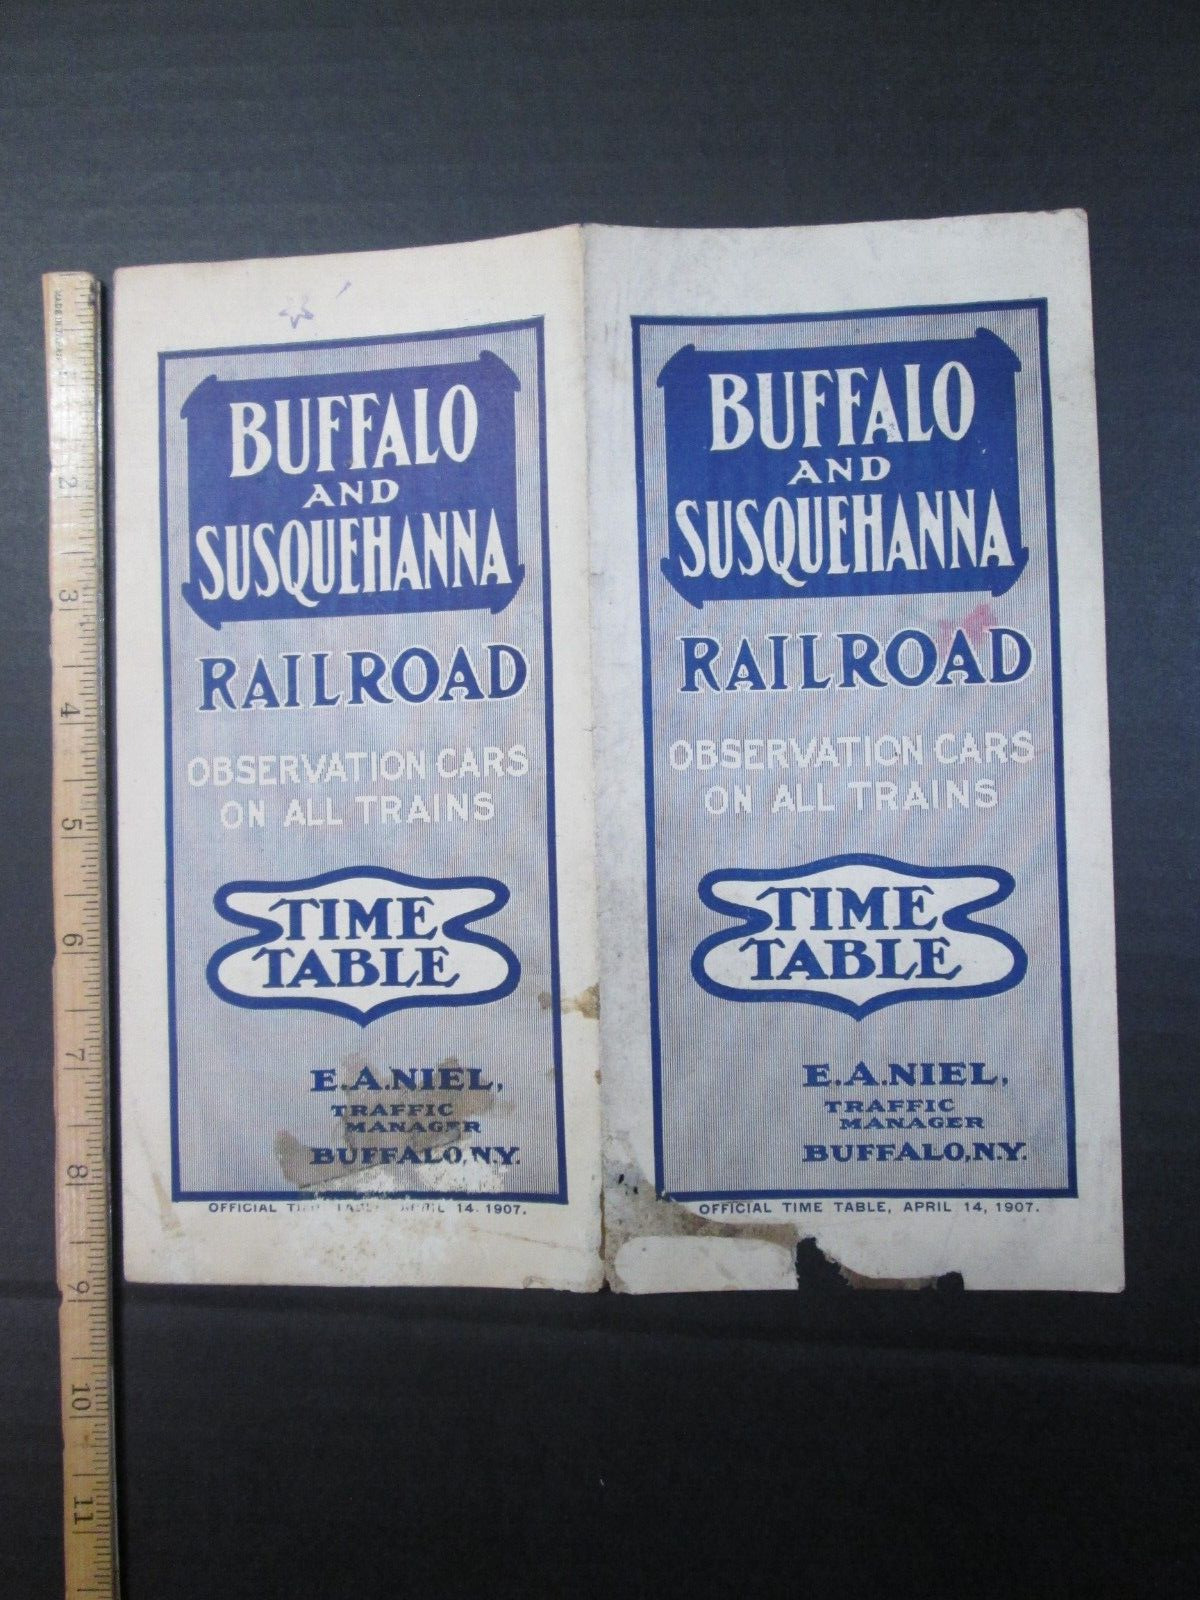 BUFFALO
AND
SUSQUEHANNA
RAILROAD
OBSERVATION CARS
ON ALL TRAINS
TIME
TABLE
E.A.NIEL,
TRAFFIC
MANAGER
BUFFALO, N.Y.
OFFICIAL APRIL 14, 1907.
BUFFALO
AND
SUSQUEHANNA
RAILROAD
OBSERVATION CARS
ON ALL TRAINS
TIME
TABLE
E.A.NIEL,
TRAFFIC
MANAGER
BUFFALO, N.Y.
OFFICIAL TIME TABLE, APRIL 14, 1907.
2
3
4
5
6
7
8
9
10
11